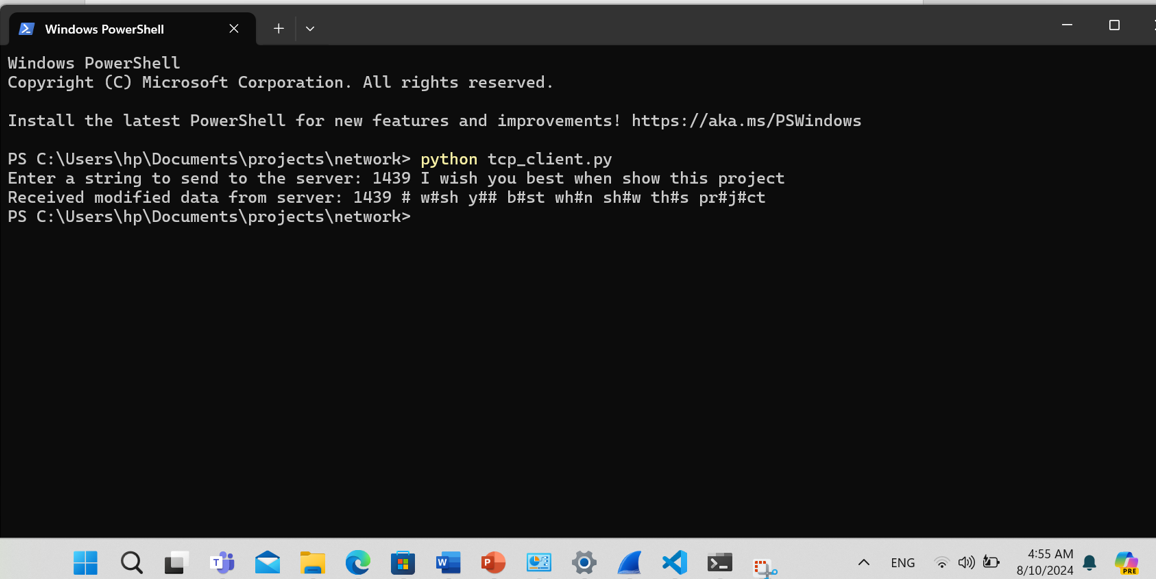 Windows PowerShell
Windows PowerShell
Copyright (C) Microsoft Corporation. All rights reserved.
Install the latest PowerShell for new features and improvements! https://aka.ms/PSWindows
PS C:\Users\hp\Documents\projects\network> python tcp_client.py
Enter a string to send to the server: 1439 I wish you best when show this project
Received modified data from server: 1439 # w#sh y## b#st wh#n sh#w th#s pr#j#ct
PS C:\Users\hp\Documents\projects\network>
ENG
4:55 AM
8/10/2024
PRE